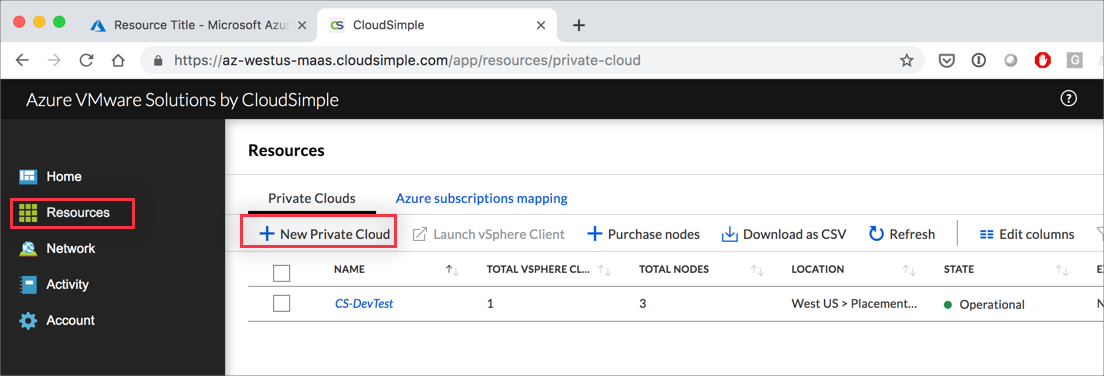 Resource Title - Microsoft Azu
CS CloudSimple
https://az-westus-maas.cloudsimple.com/app/resources/private-cloud
G
Azure VMware Solutions by CloudSimple
?
Resources
Home
Private Clouds Azure subscriptions mapping
Resources
New Private Cloud Launch vSphere Client Purchase nodes Download as CSV Refresh Edit columns
Network
NAME TOTAL VSPHERE CL... TOTAL NODES LOCATION STATE
Activity
CS-DevTest 1 3 West US > Placement... Operational
Account